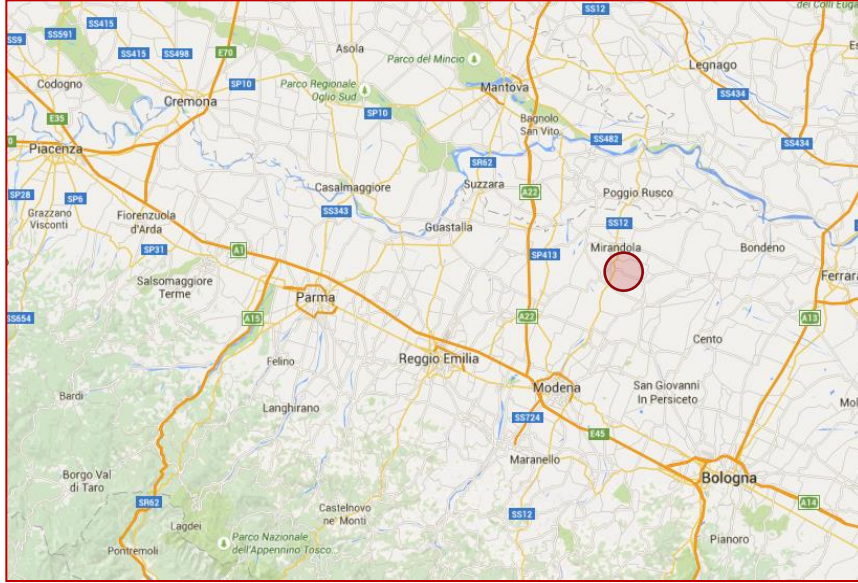 SS415
SS12
dei Colli Eug
SS591
SS9
E70
Asola
Parco del Mincio
Legnago
SS415
SS498
SP10
Codogno
Parco Regionale
Oglio Sud
Mantova
SS434
Cremona
SP10
Bagnolo
San Vito
E35
SS482
SS434
Piacenza
SR62
Casalmaggiore
Suzzara
A22
Poggio Rusco
SP28
SP6
SS343
Grazzano
Visconti
Fiorenzuola
d'Arda
Guastalla
SS12
SP31
A1
SP413
Mirandola
Bondeno
Salsomaggiore
Terme
Parma
Ferrara
SS654
A15
A22
A13
Cento
Reggio Emilia
Felino
Bardi
Modena
San Giovanni
In Persiceto
Langhirano
SS724
E45
Mol
Maranello
Borgo Val
di Taro
Bologna
SR62
Castelnovo
ne' Monti
SS12
A14
Lagdei
Parco Nazionale
dell'Appennino Tosco...
Pianoro
Pontremoli